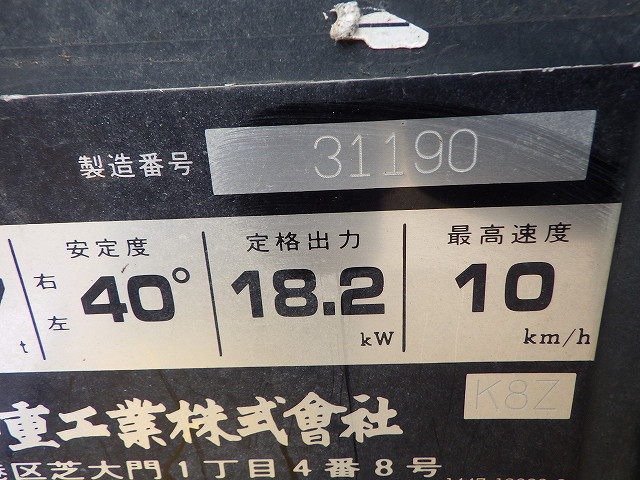 製造番号 31190
安定度 定格出力 最高速度
右 左 40° 18.2 10
t kW km/h
K8Z
重工業株式會社
区芝大門1丁目4番8号